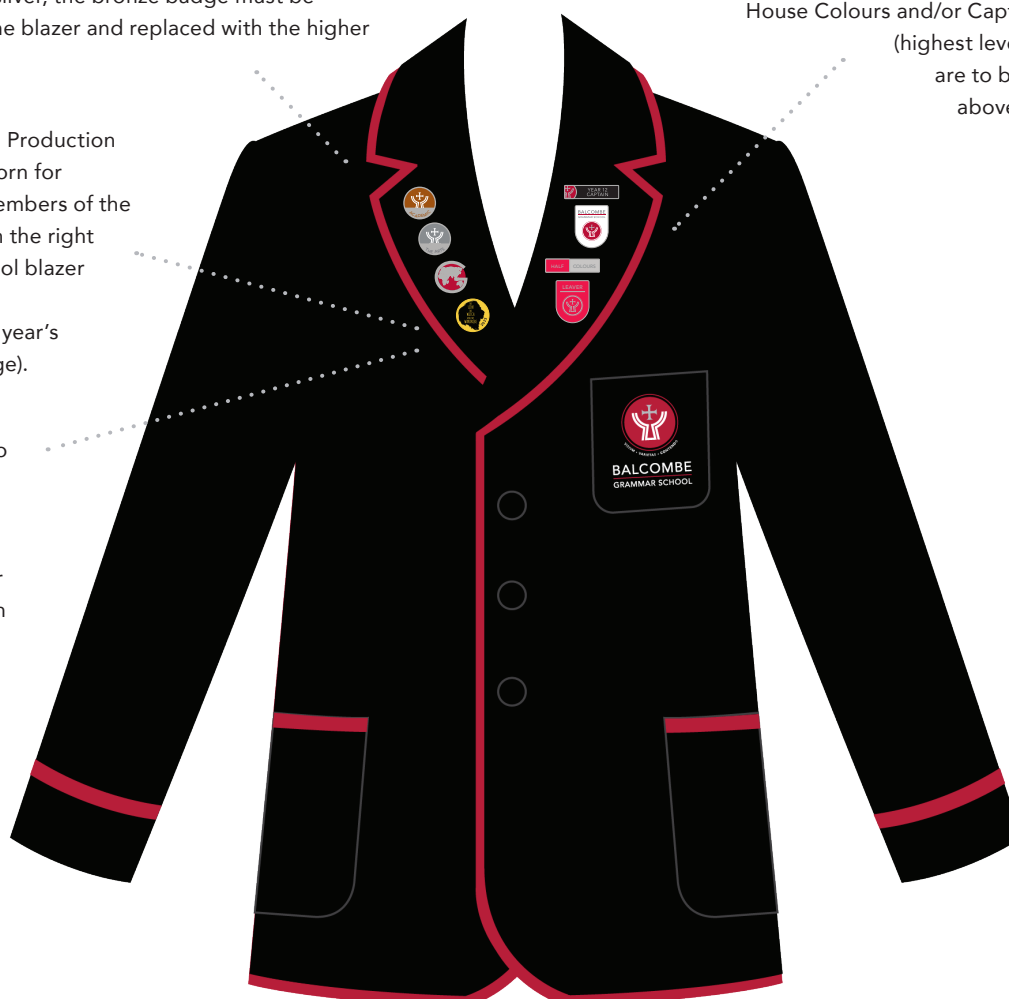 silver, the bronze badge must be
he blazer and replaced with the higher
House Colours and/or Capt
(highest leve
are to b
above
Production
orn for
embers of the
n the right
ol blazer
year's
ge).
o
r
n
YEAR 12
CAPTAIN
BALCOMBE
HALF COLOURS
LEAVER
BALCOMBE
GRAMMAR SCHOOL